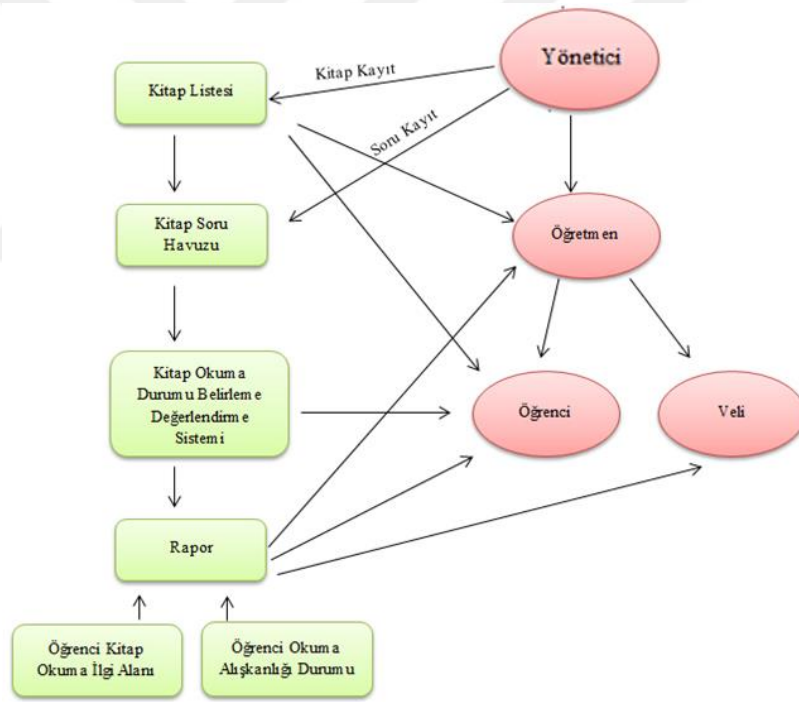 Yönetici
Kitap Kayıt
Kitap Listesi
Soru Kayıt
Kitap Soru
Havuzu
Öğretmen
Kitap Okuma
Durumu Belirleme
Değerlendirme
Sistemi
Öğrenci
Veli
Rapor
Öğrenci Kitap
Okuma İlgi Alanı
Öğrenci Okuma
Alışkanlığı Durumu